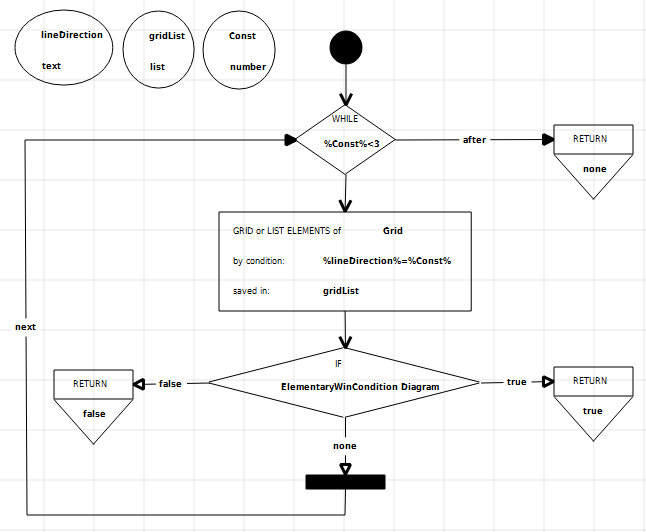 lineDirection
text
gridList
list
Const
number
WHILE
%Const%<3
after
RETURN
none
GRID or LIST ELEMENTS of Grid
by condition: %lineDirection%=%Const%
saved in: gridList
next
IF
ElementaryWinCondition Diagram
false
RETURN
false
true
RETURN
true
none